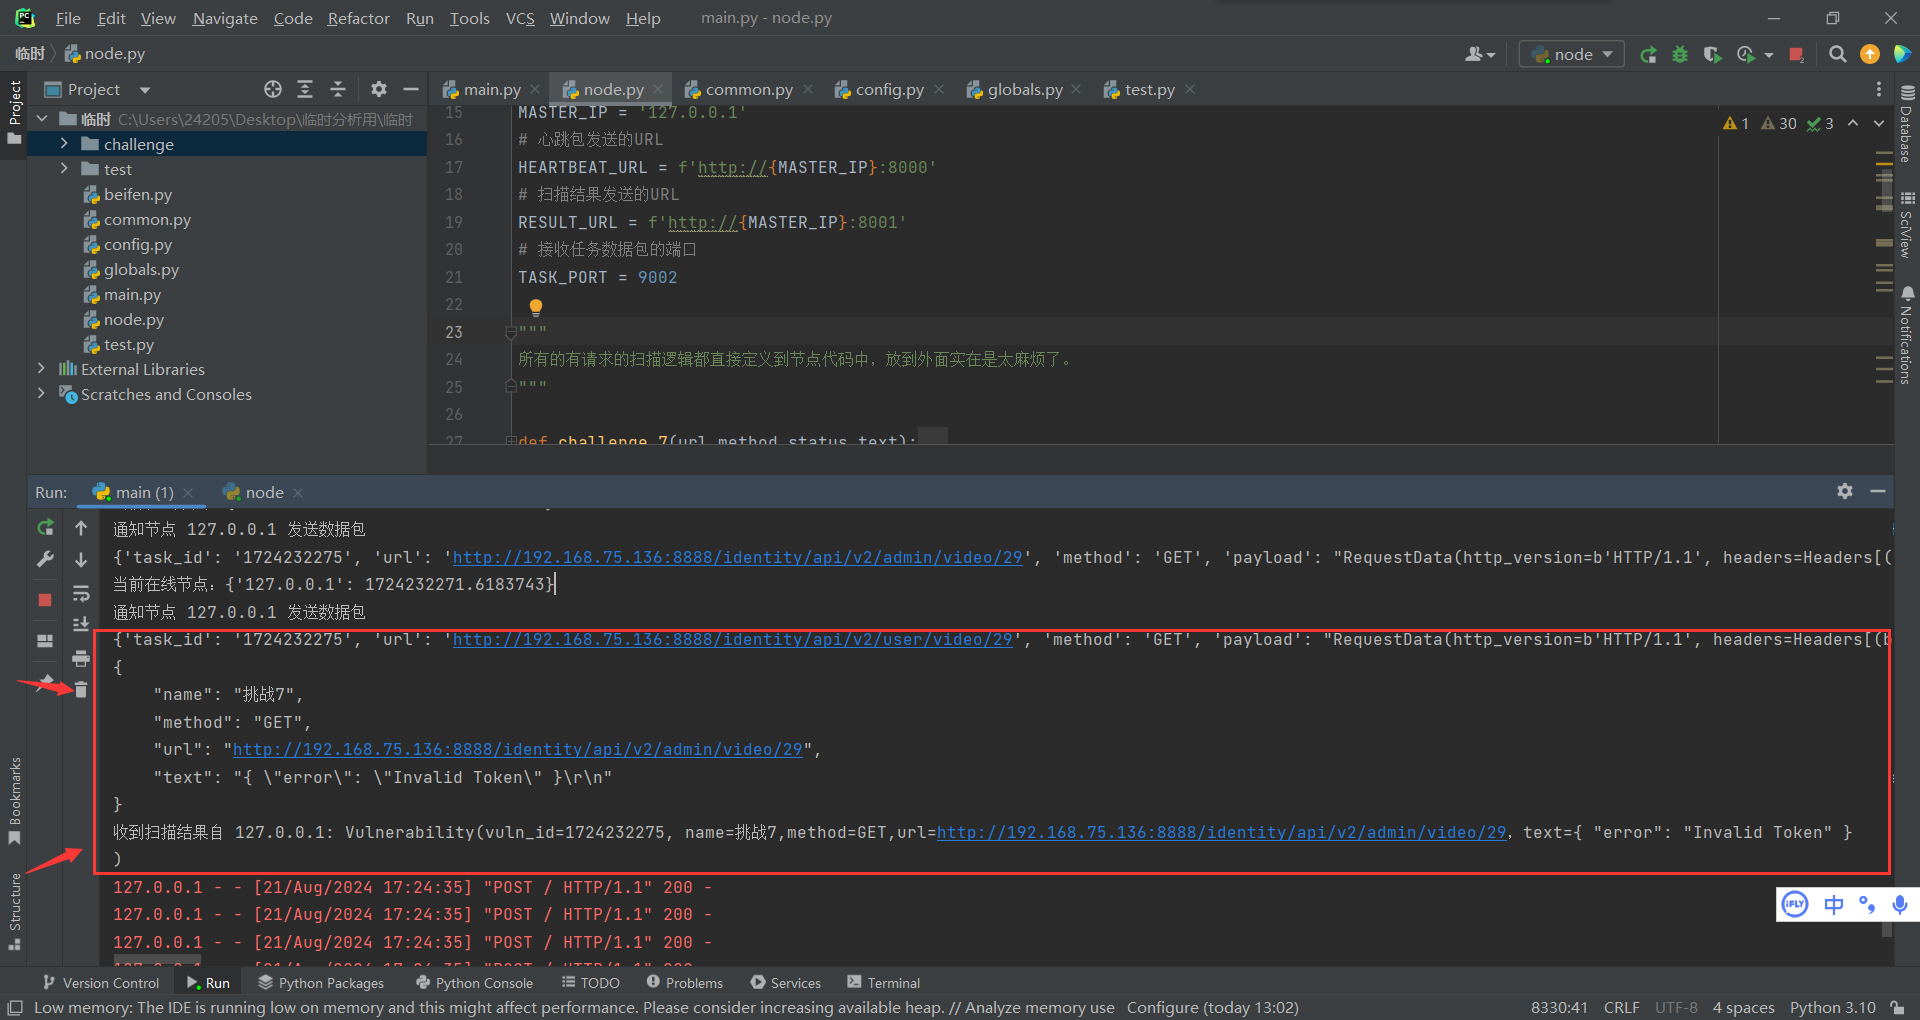 File Edit View Navigate Code Refactor Run Tools VCS Window Help main.py - node.py
临时 node.py node
Project
Project main.py node.py common.py config.py globals.py test.py
临时 C:\Users\24205\Desktop\临时分析用\临时
challenge
test
beifen.py
common.py
config.py
globals.py
main.py
node.py
test.py
External Libraries
Scratches and Consoles
1 30 3
15 MASTER_IP = '127.0.0.1'
16 # 心跳包发送的URL
17 HEARTBEAT_URL = f'http://{MASTER_IP}:8000'
18 # 扫描结果发送的URL
19 RESULT_URL = f'http://{MASTER_IP}:8001'
20 # 接收任务数据包的端口
21 TASK_PORT = 9002
22
23 """
24 所有的有请求的扫描逻辑都直接定义到节点代码中，放到外面实在是太麻烦了。
25 """
26
27 def challenge_7(url,method,status,text):
Database
SciView
Notifications
Run: main (1) node
通知节点 127.0.0.1 发送数据包
{'task_id': '1724232275', 'url': 'http://192.168.75.136:8888/identity/api/v2/admin/video/29', 'method': 'GET', 'payload': "RequestData(http_version=b'HTTP/1.1', headers=Headers[(
当前在线节点：{'127.0.0.1': 1724232271.6183743}
通知节点 127.0.0.1 发送数据包
{'task_id': '1724232275', 'url': 'http://192.168.75.136:8888/identity/api/v2/user/video/29', 'method': 'GET', 'payload': "RequestData(http_version=b'HTTP/1.1', headers=Headers[(b
{
"name": "挑战7",
"method": "GET",
"url": "http://192.168.75.136:8888/identity/api/v2/admin/video/29",
"text": "{ \"error\": \"Invalid Token\" }\r\n"
}
收到扫描结果自 127.0.0.1: Vulnerability(vuln_id=1724232275, name=挑战7,method=GET,url=http://192.168.75.136:8888/identity/api/v2/admin/video/29, text={ "error": "Invalid Token" }
)
127.0.0.1 - - [21/Aug/2024 17:24:35] "POST / HTTP/1.1" 200 -
127.0.0.1 - - [21/Aug/2024 17:24:35] "POST / HTTP/1.1" 200 -
127.0.0.1 - - [21/Aug/2024 17:24:35] "POST / HTTP/1.1" 200 -
Bookmarks
Structure
iFLY 中
Version Control Run Python Packages Python Console TODO Problems Services Terminal
Low memory: The IDE is running low on memory and this might affect performance. Please consider increasing available heap. // Analyze memory use Configure (today 13:02) 8330:41 CRLF UTF-8 4 spaces Python 3.10